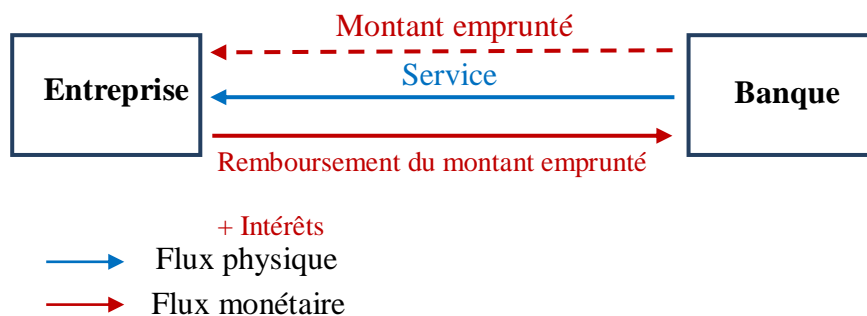 Montant emprunté
Entreprise
Service
Banque
Remboursement du montant emprunté
+ Intérêts
Flux physique
Flux monétaire